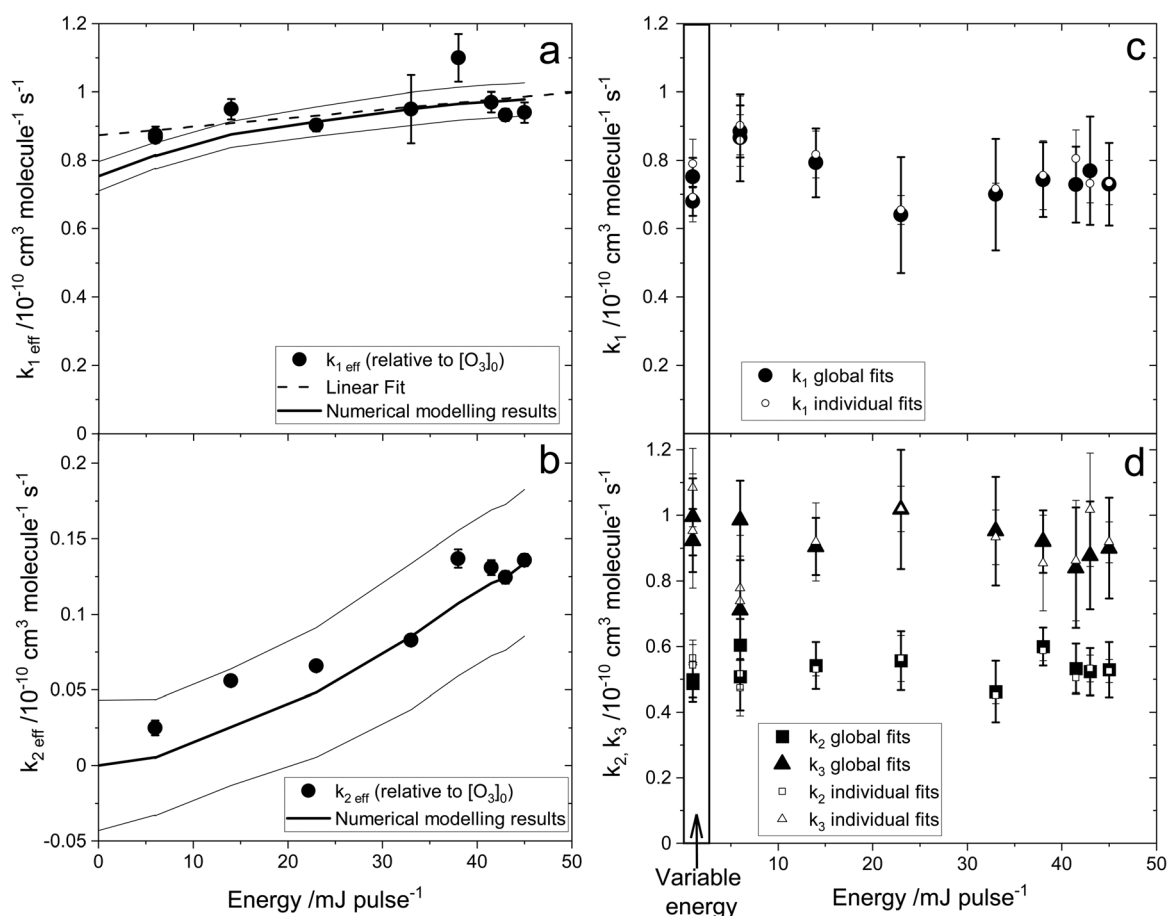 a
k1 eff /10-10 cm3 molecule-1 s-1
1.2
1
0.8
0.6
0.4
0.2
0
k1 eff (relative to [O3]0)
Linear Fit
Numerical modelling results
b
k2 eff /10-10 cm3 molecule-1 s-1
0.2
0.15
0.1
0.05
0
-0.05
k2 eff (relative to [O3]0)
Numerical modelling results
0 10 20 30 40 50
Energy /mJ pulse-1
c
k1 /10-10 cm3 molecule-1 s-1
1.2
1
0.8
0.6
0.4
0.2
k1 global fits
k1 individual fits
d
k2, k3 /10-10 cm3 molecule-1 s-1
1.2
1
0.8
0.6
0.4
0.2
0
k2 global fits
k3 global fits
k2 individual fits
k3 individual fits
10 20 30 40 50
Variable
energy
Energy /mJ pulse-1